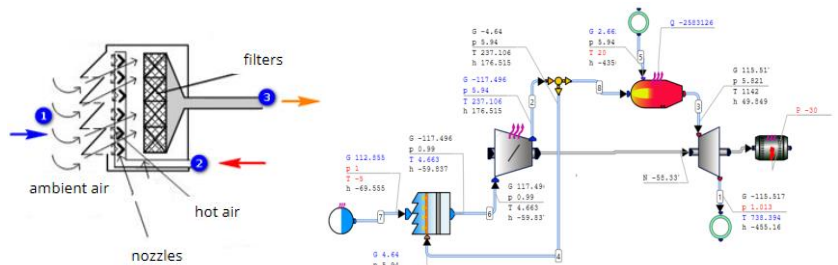 filters
1
3
2
ambient air
hot air
nozzles
G -4.64
p 5.94
T 237.106
h 176.515
G 2.66
p 5.94
T 20
h -435
Q -2583126
G -117.496
p 5.94
T 237.106
h 176.515
G 115.51
p 5.821
T 1142
h 49.849
P -30
G 112.855
p 1
T -5
h -69.555
G -117.496
p 0.99
T 4.663
h -59.837
G 117.49
p 0.99
T 4.663
h -59.83
N -58.33
G -115.517
p 1.013
T 738.394
h -455.16
2
8
5
3
7
6
4
1
G 4.64